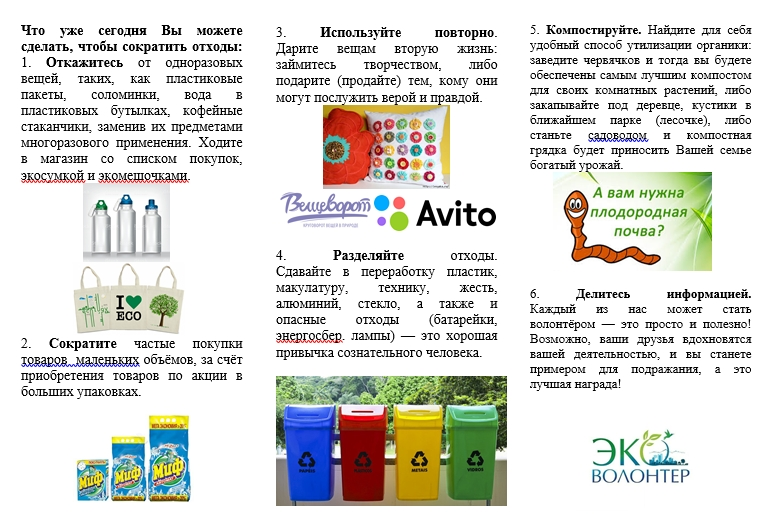 Что уже сегодня Вы можете
сделать, чтобы сократить отходы:
1. Откажитесь от одноразовых
вещей, таких, как пластиковые
пакеты, соломинки, вода в
пластиковых бутылках, кофейные
стаканчики, заменив их предметами
многоразового применения. Ходите
в магазин со списком покупок,
экосумкой и экомешочками.
I
ECO
2. Сократите частые покупки
товаров маленьких объёмов, за счёт
приобретения товаров по акции в
больших упаковках.
Миф
Миф
Миф
3. Используйте повторно.
Дарите вещам вторую жизнь:
займитесь творчеством, либо
подарите (продайте) тем, кому они
могут послужить верой и правдой.
Вещеворот
КРУГОВОРОТ ВЕЩЕЙ В ПРИРОДЕ
Avito
4. Разделяйте отходы.
Сдавайте в переработку пластик,
макулатуру, технику, жесть,
алюминий, стекло, а также и
опасные отходы (батарейки,
энергосбер. лампы) — это хорошая
привычка сознательного человека.
PAPÉIS
METAIS
VIDROS
5. Компостируйте. Найдите для себя
удобный способ утилизации органики:
заведите червячков и тогда вы будете
обеспечены самым лучшим компостом
для своих комнатных растений, либо
закапывайте под деревце, кустики в
ближайшем парке (лесочке), либо
станьте садоводом и компостная
грядка будет приносить Вашей семье
богатый урожай.
А вам нужна
плодородная
почва?
6. Делитесь информацией.
Каждый из нас может стать
волонтёром — это просто и полезно!
Возможно, ваши друзья вдохновятся
вашей деятельностью, и вы станете
примером для подражания, а это
лучшая награда!
ЭКО
ВОЛОНТЕР